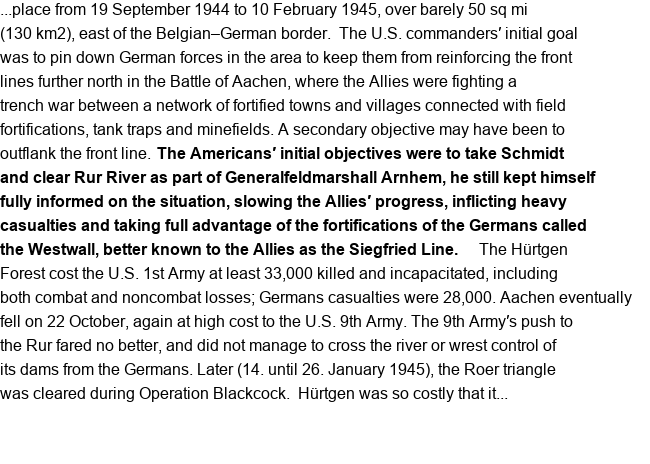 ...place from 19 September 1944 to 10 February 1945, over barely 50 sq mi
(130 km2), east of the Belgian–German border.  The U.S. commanders′ initial goal
was to pin down German forces in the area to keep them from reinforcing the front
lines further north in the Battle of Aachen, where the Allies were fighting a
trench war between a network of fortified towns and villages connected with field
fortifications, tank traps and minefields. A secondary objective may have been to
outflank the front line. The Americans′ initial objectives were to take Schmidt
and clear Rur River as part of Generalfeldmarshall Arnhem, he still kept himself
fully informed on the situation, slowing the Allies′ progress, inflicting heavy
casualties and taking full advantage of the fortifications of the Germans called
the Westwall, better known to the Allies as the Siegfried Line.     The Hürtgen
Forest cost the U.S. 1st Army at least 33,000 killed and incapacitated, including
both combat and noncombat losses; Germans casualties were 28,000. Aachen eventually
fell on 22 October, again at high cost to the U.S. 9th Army. The 9th Army′s push to
the Rur fared no better, and did not manage to cross the river or wrest control of
its dams from the Germans. Later (14. until 26. January 1945), the Roer triangle
was cleared during Operation Blackcock.  Hürtgen was so costly that it...